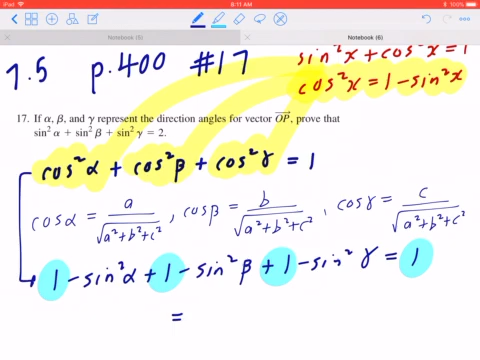 iPad
8:11 AM
100%
Notebook (5)
Notebook (6)
7.5 p.400 #17
sin²x + cos²x = 1
cos²x = 1 - sin²x
17. If α, β, and γ represent the direction angles for vector OP, prove that
sin² α + sin² β + sin² γ = 2.
cos²α + cos²β + cos²γ = 1
cosα = a/√(a²+b²+c²) , cosβ = b/√(a²+b²+c²) , cosγ = c/√(a²+b²+c²)
1 - sin²α + 1 - sin²β + 1 - sin²γ = 1
=